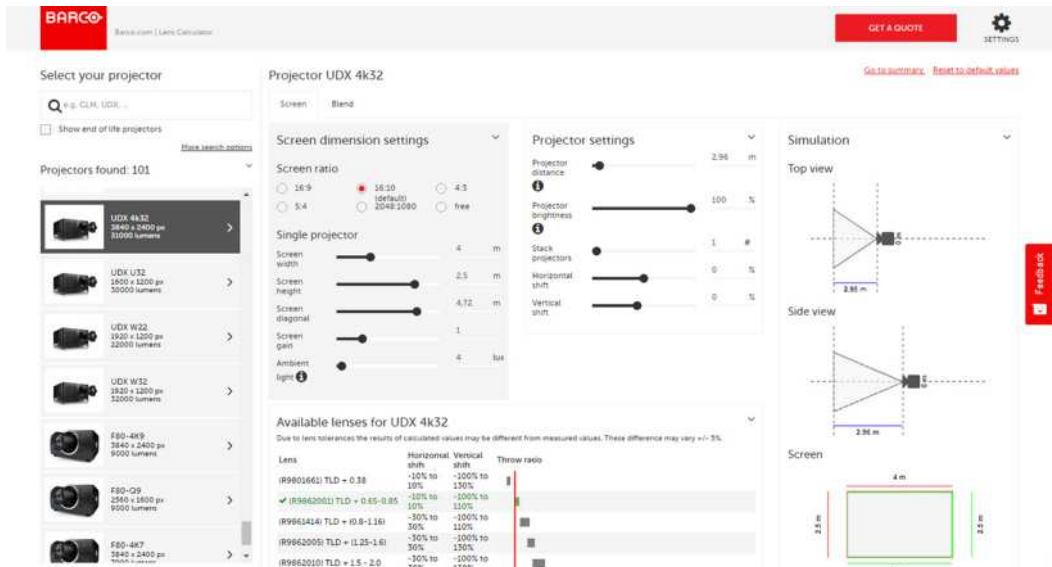 BARCO
Barco.com | Lens Calculator
GET A QUOTE
SETTINGS
Select your projector
e.g. CLM, UDX, ...
Show end of life projectors
More search options
Projectors found: 101
UDX 4k32
3840 x 2400 px
31000 lumens
UDX U32
1600 x 1200 px
30000 lumens
UDX W22
1920 x 1200 px
22000 lumens
UDX W32
1920 x 1200 px
32000 lumens
F80-4K9
3840 x 2400 px
9000 lumens
F80-Q9
2560 x 1600 px
9000 lumens
F80-4K7
3840 x 2400 px
7000 lumens
Projector UDX 4k32
Go to summary
Reset to default values
Screen
Blend
Screen dimension settings
Screen ratio
16:9
16:10 (default)
4:3
5:4
2048:1080
free
Single projector
Screen width 4 m
Screen height 2,5 m
Screen diagonal 4,72 m
Screen gain 1
Ambient light 4 lux
Projector settings
Projector distance 2,96 m
Projector brightness 100 %
Stack projectors 1 #
Horizontal shift 0 %
Vertical shift 0 %
Available lenses for UDX 4k32
Due to lens tolerances the results of calculated values may be different from measured values. These difference may vary +/- 3%.
Lens Horizontal shift Vertical shift Throw ratio
(R9801661) TLD + 0.38 -10% to 10% -100% to 130%
(R9862001) TLD + 0.65-0.85 -10% to 10% -100% to 110%
(R9861414) TLD + (0.8-1.16) -30% to 30% -100% to 110%
(R9862005) TLD + (1.25-1.6) -30% to 30% -100% to 130%
(R9862010) TLD + 1.5 - 2.0 -30% to -100% to
Simulation
Top view
2.96 m
Side view
2.96 m
Screen
4 m
2.5 m
2.5 m
Feedback